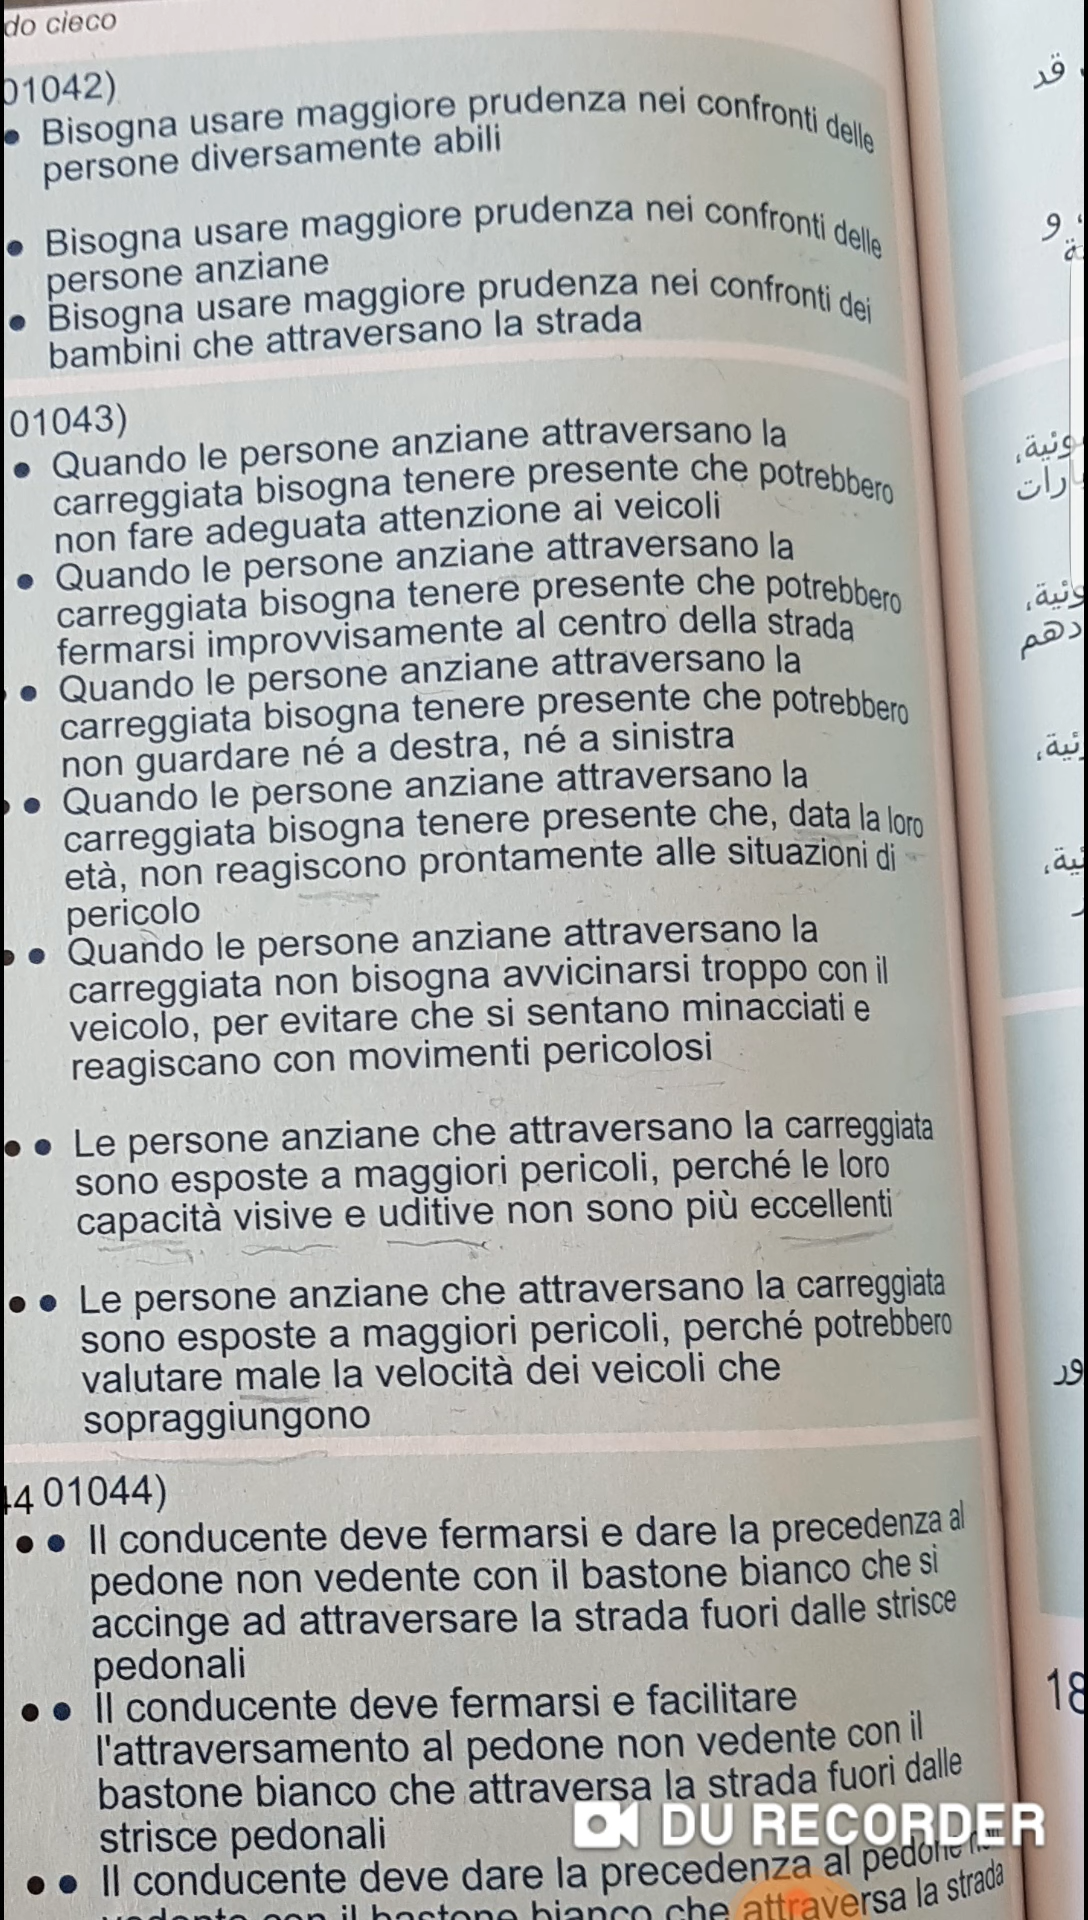 do cieco
01042)
• Bisogna usare maggiore prudenza nei confronti delle
persone diversamente abili
• Bisogna usare maggiore prudenza nei confronti delle
persone anziane
• Bisogna usare maggiore prudenza nei confronti dei
bambini che attraversano la strada
01043)
• Quando le persone anziane attraversano la
carreggiata bisogna tenere presente che potrebbero
non fare adeguata attenzione ai veicoli
• Quando le persone anziane attraversano la
carreggiata bisogna tenere presente che potrebbero
fermarsi improvvisamente al centro della strada
• Quando le persone anziane attraversano la
carreggiata bisogna tenere presente che potrebbero
non guardare né a destra, né a sinistra
• Quando le persone anziane attraversano la
carreggiata bisogna tenere presente che, data la loro
età, non reagiscono prontamente alle situazioni di
pericolo
• Quando le persone anziane attraversano la
carreggiata non bisogna avvicinarsi troppo con il
veicolo, per evitare che si sentano minacciati e
reagiscano con movimenti pericolosi
• • Le persone anziane che attraversano la carreggiata
sono esposte a maggiori pericoli, perché le loro
capacità visive e uditive non sono più eccellenti
• • Le persone anziane che attraversano la carreggiata
sono esposte a maggiori pericoli, perché potrebbero
valutare male la velocità dei veicoli che
sopraggiungono
44 01044)
• • Il conducente deve fermarsi e dare la precedenza al
pedone non vedente con il bastone bianco che si
accinge ad attraversare la strada fuori dalle strisce
pedonali
• • Il conducente deve fermarsi e facilitare
l'attraversamento al pedone non vedente con il
bastone bianco che attraversa la strada fuori dalle
strisce pedonali
• • Il conducente deve dare la precedenza al pedone
con il bastone bianco che attraversa la strada
قد
و
18
DU RECORDER